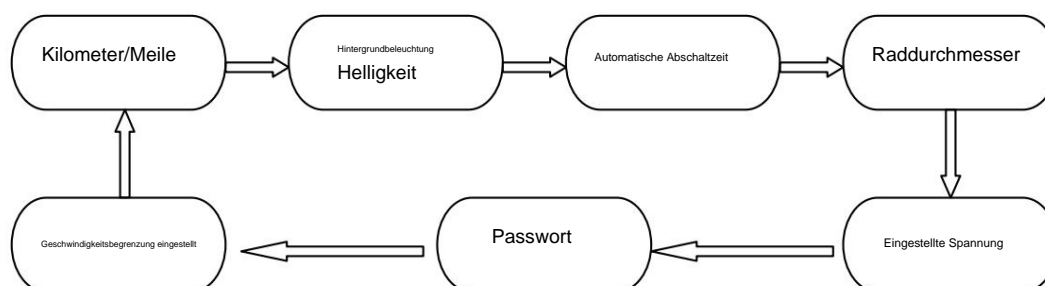 Kilometer/Meile
Hintergrundbeleuchtung
Helligkeit
Automatische Abschaltzeit
Raddurchmesser
Geschwindigkeitsbegrenzung eingestellt
Passwort
Eingestellte Spannung